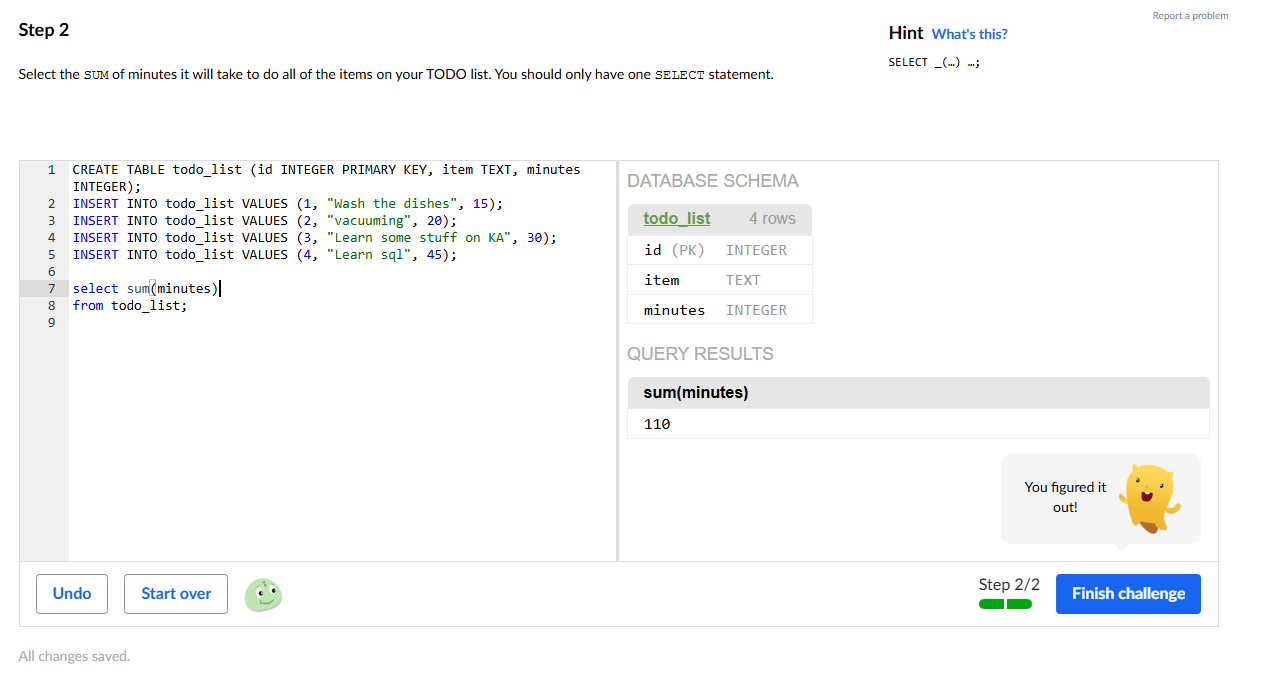 Report a problem
Step 2
Hint What's this?
Select the SUM of minutes it will take to do all of the items on your TODO list. You should only have one SELECT statement.
SELECT _(…) …;
1 CREATE TABLE todo_list (id INTEGER PRIMARY KEY, item TEXT, minutes
INTEGER);
2 INSERT INTO todo_list VALUES (1, "Wash the dishes", 15);
3 INSERT INTO todo_list VALUES (2, "vacuuming", 20);
4 INSERT INTO todo_list VALUES (3, "Learn some stuff on KA", 30);
5 INSERT INTO todo_list VALUES (4, "Learn sql", 45);
6
7 select sum(minutes)
8 from todo_list;
9
DATABASE SCHEMA
todo_list 4 rows
id (PK) INTEGER
item TEXT
minutes INTEGER
QUERY RESULTS
sum(minutes)
110
You figured it
out!
Undo
Start over
Step 2/2
Finish challenge
All changes saved.